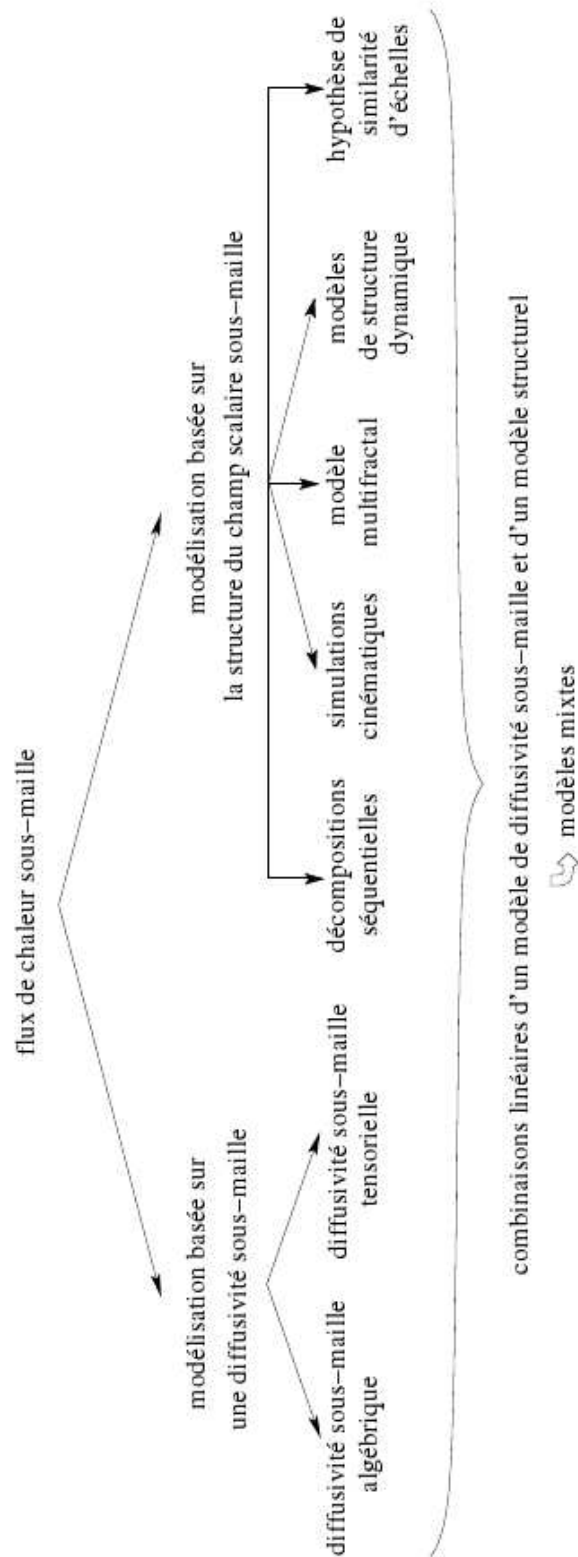 flux de chaleur sous−maille
modélisation basée sur
une diffusivité sous−maille
modélisation basée sur
la structure du champ scalaire sous−maille
diffusivité sous−maille
algébrique
diffusivité sous−maille
tensorielle
décompositions
séquentielles
simulations
cinématiques
modèle
multifractal
modèles
de structure
dynamique
hypothèse de
similarité
d'échelles
combinaisons linéaires d'un modèle de diffusivité sous−maille et d'un modèle structurel
modèles mixtes